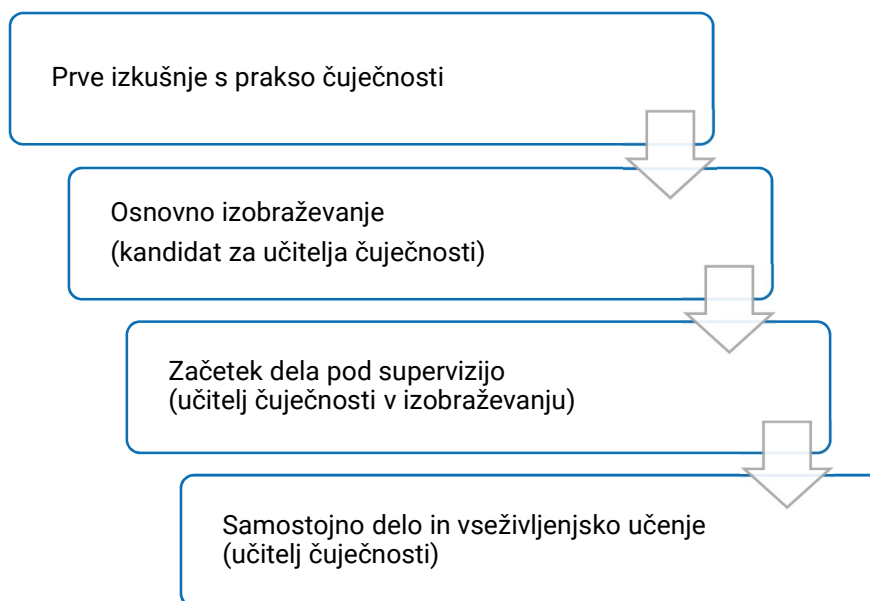 Prve izkušnje s prakso čuječnosti
Osnovno izobraževanje
(kandidat za učitelja čuječnosti)
Začetek dela pod supervizijo
(učitelj čuječnosti v izobraževanju)
Samostojno delo in vseživljenjsko učenje
(učitelj čuječnosti)